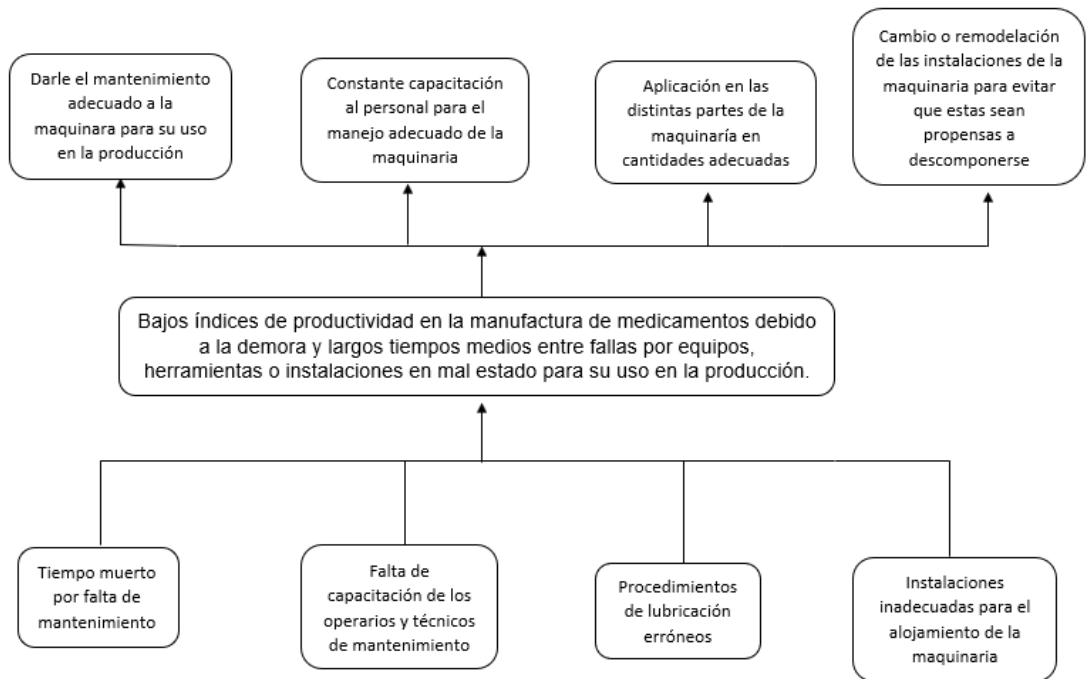 Darle el mantenimiento
adecuado a la
maquinara para su uso
en la producción
Constante capacitación
al personal para el
manejo adecuado de la
maquinaria
Aplicación en las
distintas partes de la
maquinaría en
cantidades adecuadas
Cambio o remodelación
de las instalaciones de la
maquinaria para evitar
que estas sean
propensas a
descomponerse
Bajos índices de productividad en la manufactura de medicamentos debido
a la demora y largos tiempos medios entre fallas por equipos,
herramientas o instalaciones en mal estado para su uso en la producción.
Tiempo muerto
por falta de
mantenimiento
Falta de
capacitación de los
operarios y técnicos
de mantenimiento
Procedimientos
de lubricación
erróneos
Instalaciones
inadecuadas para el
alojamiento de la
maquinaria